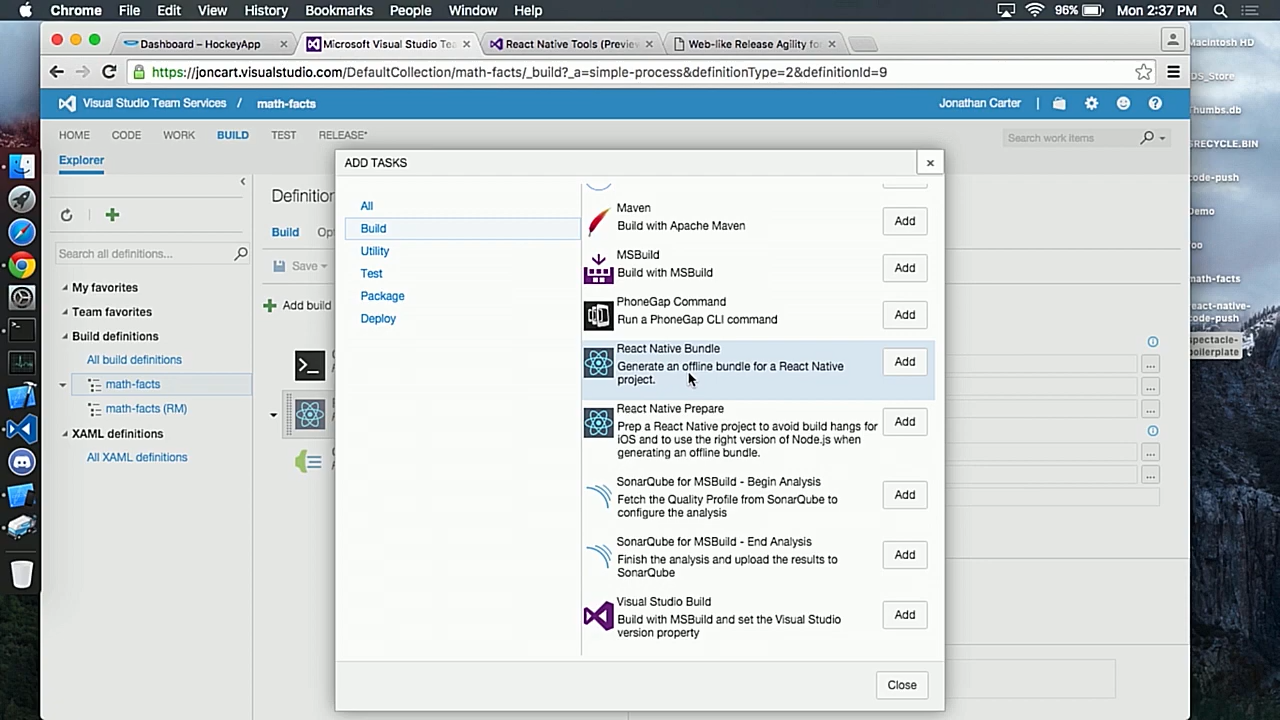 Chrome File Edit View History Bookmarks People Window Help 96% Mon 2:37 PM
Dashboard – HockeyApp
Microsoft Visual Studio Tea
React Native Tools (Preview
Web-like Release Agility for
https://joncart.visualstudio.com/DefaultCollection/math-facts/_build?_a=simple-process&definitionType=2&definitionId=9
Visual Studio Team Services / math-facts
Jonathan Carter
HOME CODE WORK BUILD TEST RELEASE*
Search work items
Explorer
Search all definitions...
My favorites
Team favorites
Build definitions
All build definitions
math-facts
math-facts (RM)
XAML definitions
All XAML definitions
Definition
Build Op
Save
Add build
ADD TASKS
All
Build
Utility
Test
Package
Deploy
Maven
Build with Apache Maven
Add
MSBuild
Build with MSBuild
Add
PhoneGap Command
Run a PhoneGap CLI command
Add
React Native Bundle
Generate an offline bundle for a React Native
project.
Add
React Native Prepare
Prep a React Native project to avoid build hangs for
iOS and to use the right version of Node.js when
generating an offline bundle.
Add
SonarQube for MSBuild - Begin Analysis
Fetch the Quality Profile from SonarQube to
configure the analysis
Add
SonarQube for MSBuild - End Analysis
Finish the analysis and upload the results to
SonarQube
Add
Visual Studio Build
Build with MSBuild and set the Visual Studio
version property
Add
Close
Macintosh HD
DS_Store
Thumbs.db
$RECYCLE.BIN
code-push
Demo
math-facts
react-native-
code-push
spectacle-
boilerplate